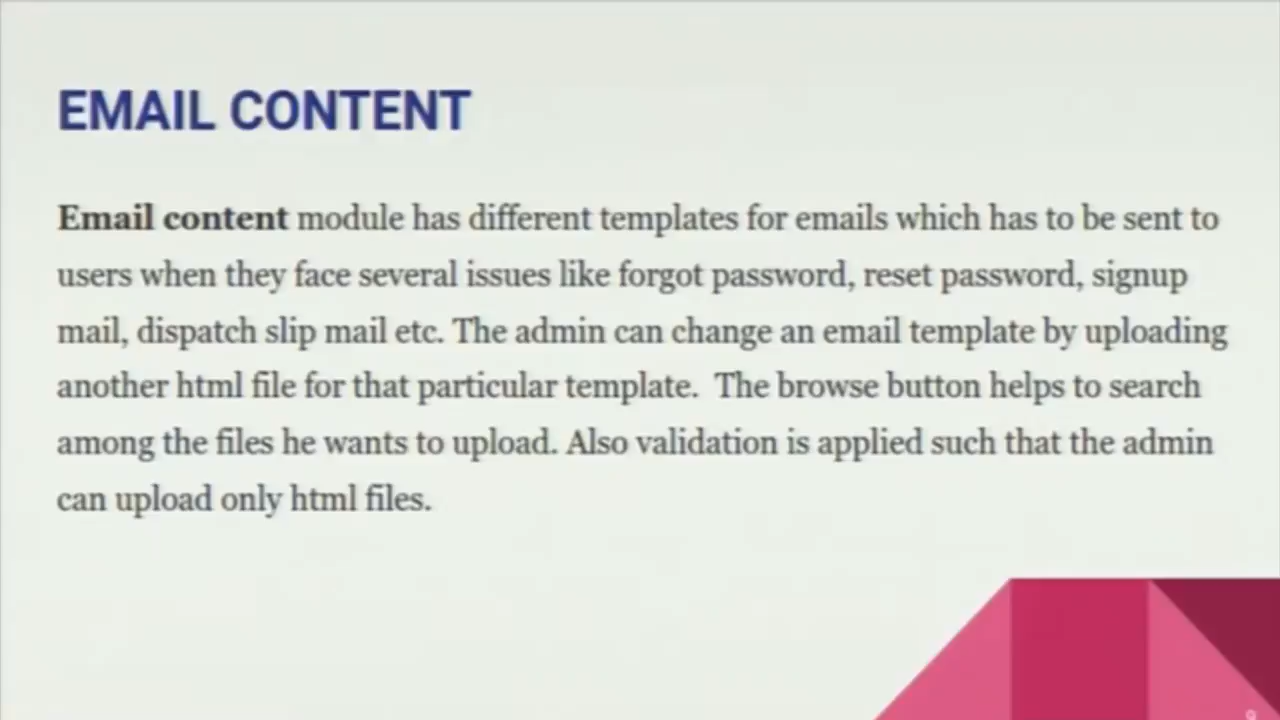 EMAIL CONTENT
Email content module has different templates for emails which has to be sent to
users when they face several issues like forgot password, reset password, signup
mail, dispatch slip mail etc. The admin can change an email template by uploading
another html file for that particular template.  The browse button helps to search
among the files he wants to upload. Also validation is applied such that the admin
can upload only html files.